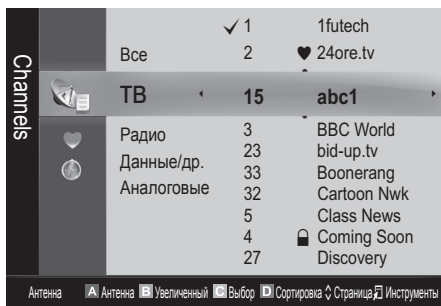 Channels
1 1futech
Все 2 24ore.tv
ТВ 15 abc1
Радио 3 BBC World
Данные/др. 23 bid-up.tv
Аналоговые 33 Boonerang
32 Cartoon Nwk
5 Class News
4 Coming Soon
27 Discovery
Антенна A Антенна B Увеличенный C Выбор D Сортировка Страница Инструменты